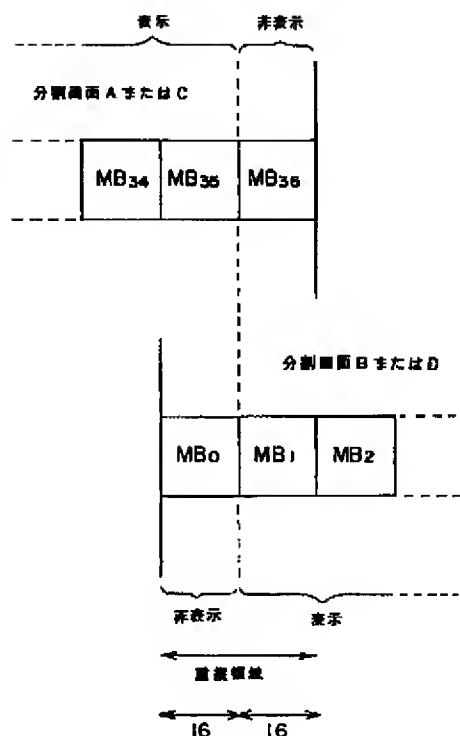 表示 非表示
分割画面AまたはC
MB34 MB35 MB36
分割画面BまたはD
MB0 MB1 MB2
非表示 表示
重複領域
16 16